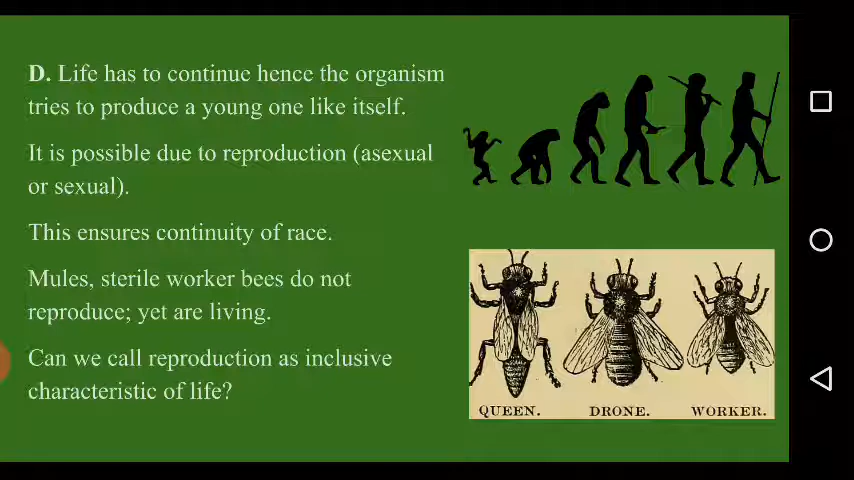 D. Life has to continue hence the organism
tries to produce a young one like itself.
It is possible due to reproduction (asexual
or sexual).
This ensures continuity of race.
Mules, sterile worker bees do not
reproduce; yet are living.
Can we call reproduction as inclusive
characteristic of life?
QUEEN. DRONE. WORKER.